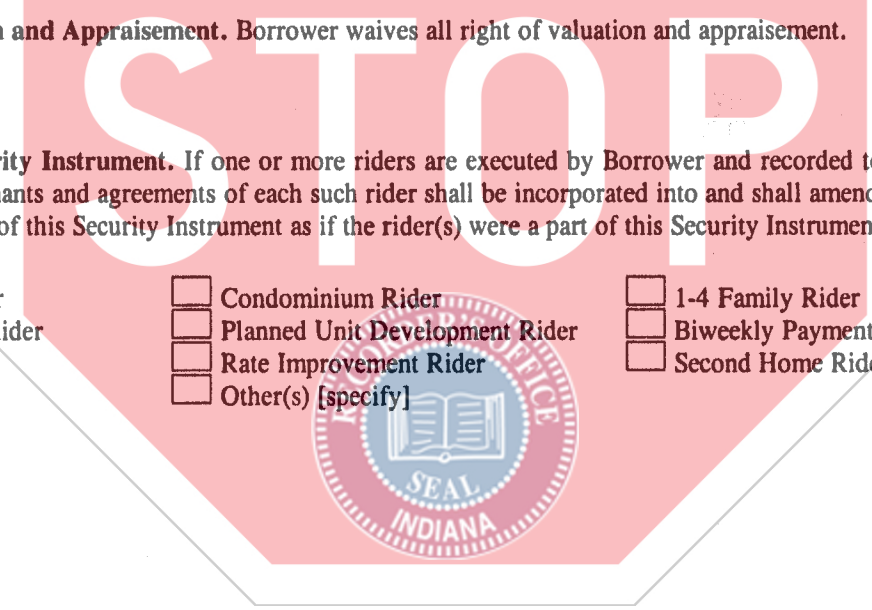 n and Appraisement. Borrower waives all right of valuation and appraisement.
STOP
rity Instrument. If one or more riders are executed by Borrower and recorded t
nants and agreements of each such rider shall be incorporated into and shall amend
of this Security Instrument as if the rider(s) were a part of this Security Instrumen
r Condominium Rider 1-4 Family Rider
ider Planned Unit Development Rider Biweekly Payment
Rate Improvement Rider Second Home Ride
Other(s) [specify]
RECORDER'S OFFICE
SEAL
INDIANA